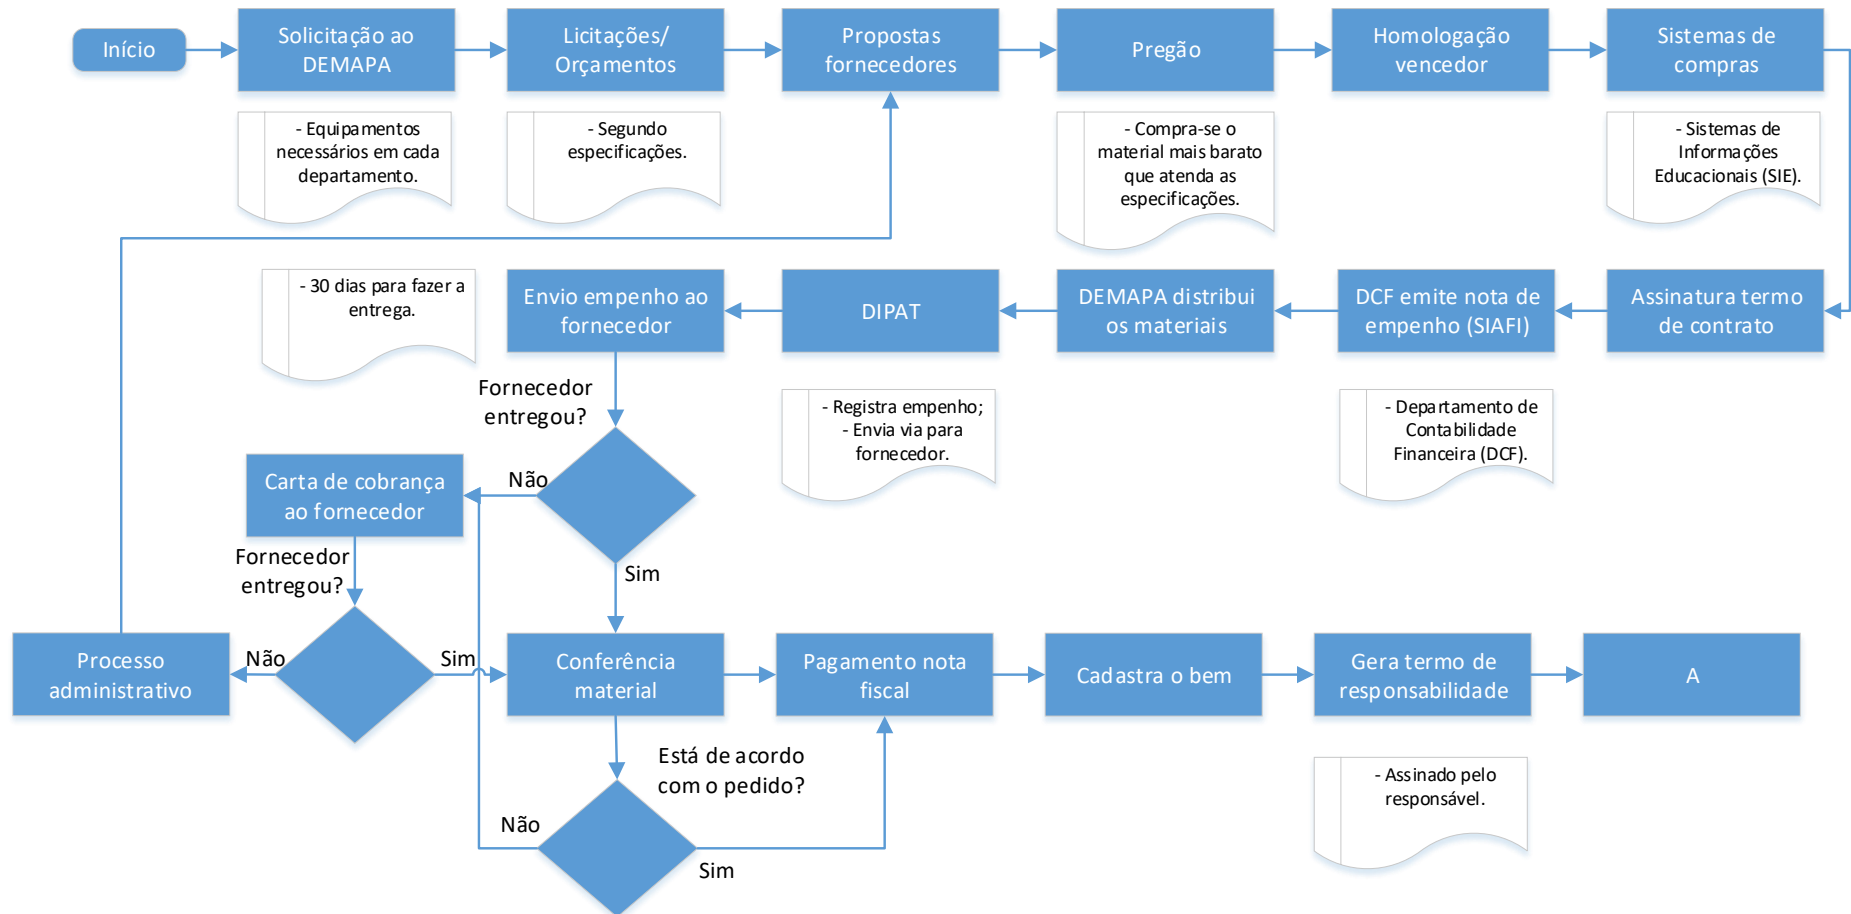 Início
Solicitação ao
DEMAPA
Licitações/
Orçamentos
Propostas
fornecedores
Pregão
Homologação
vencedor
Sistemas de
compras
- Equipamentos
necessários em cada
departamento.
- Segundo
especificações.
- Compra-se o
material mais barato
que atenda as
especificações.
- Sistemas de
Informações
Educacionais (SIE).
- 30 dias para fazer a
entrega.
Envio empenho ao
fornecedor
DIPAT
DEMAPA distribui
os materiais
DCF emite nota de
empenho (SIAFI)
Assinatura termo
de contrato
Fornecedor
entregou?
- Registra empenho;
- Envia via para
fornecedor.
- Departamento de
Contabilidade
Financeira (DCF).
Não
Carta de cobrança
ao fornecedor
Fornecedor
entregou?
Sim
Processo
administrativo
Não
Sim
Conferência
material
Pagamento nota
fiscal
Cadastra o bem
Gera termo de
responsabilidade
A
Está de acordo
com o pedido?
Não
Sim
- Assinado pelo
responsável.